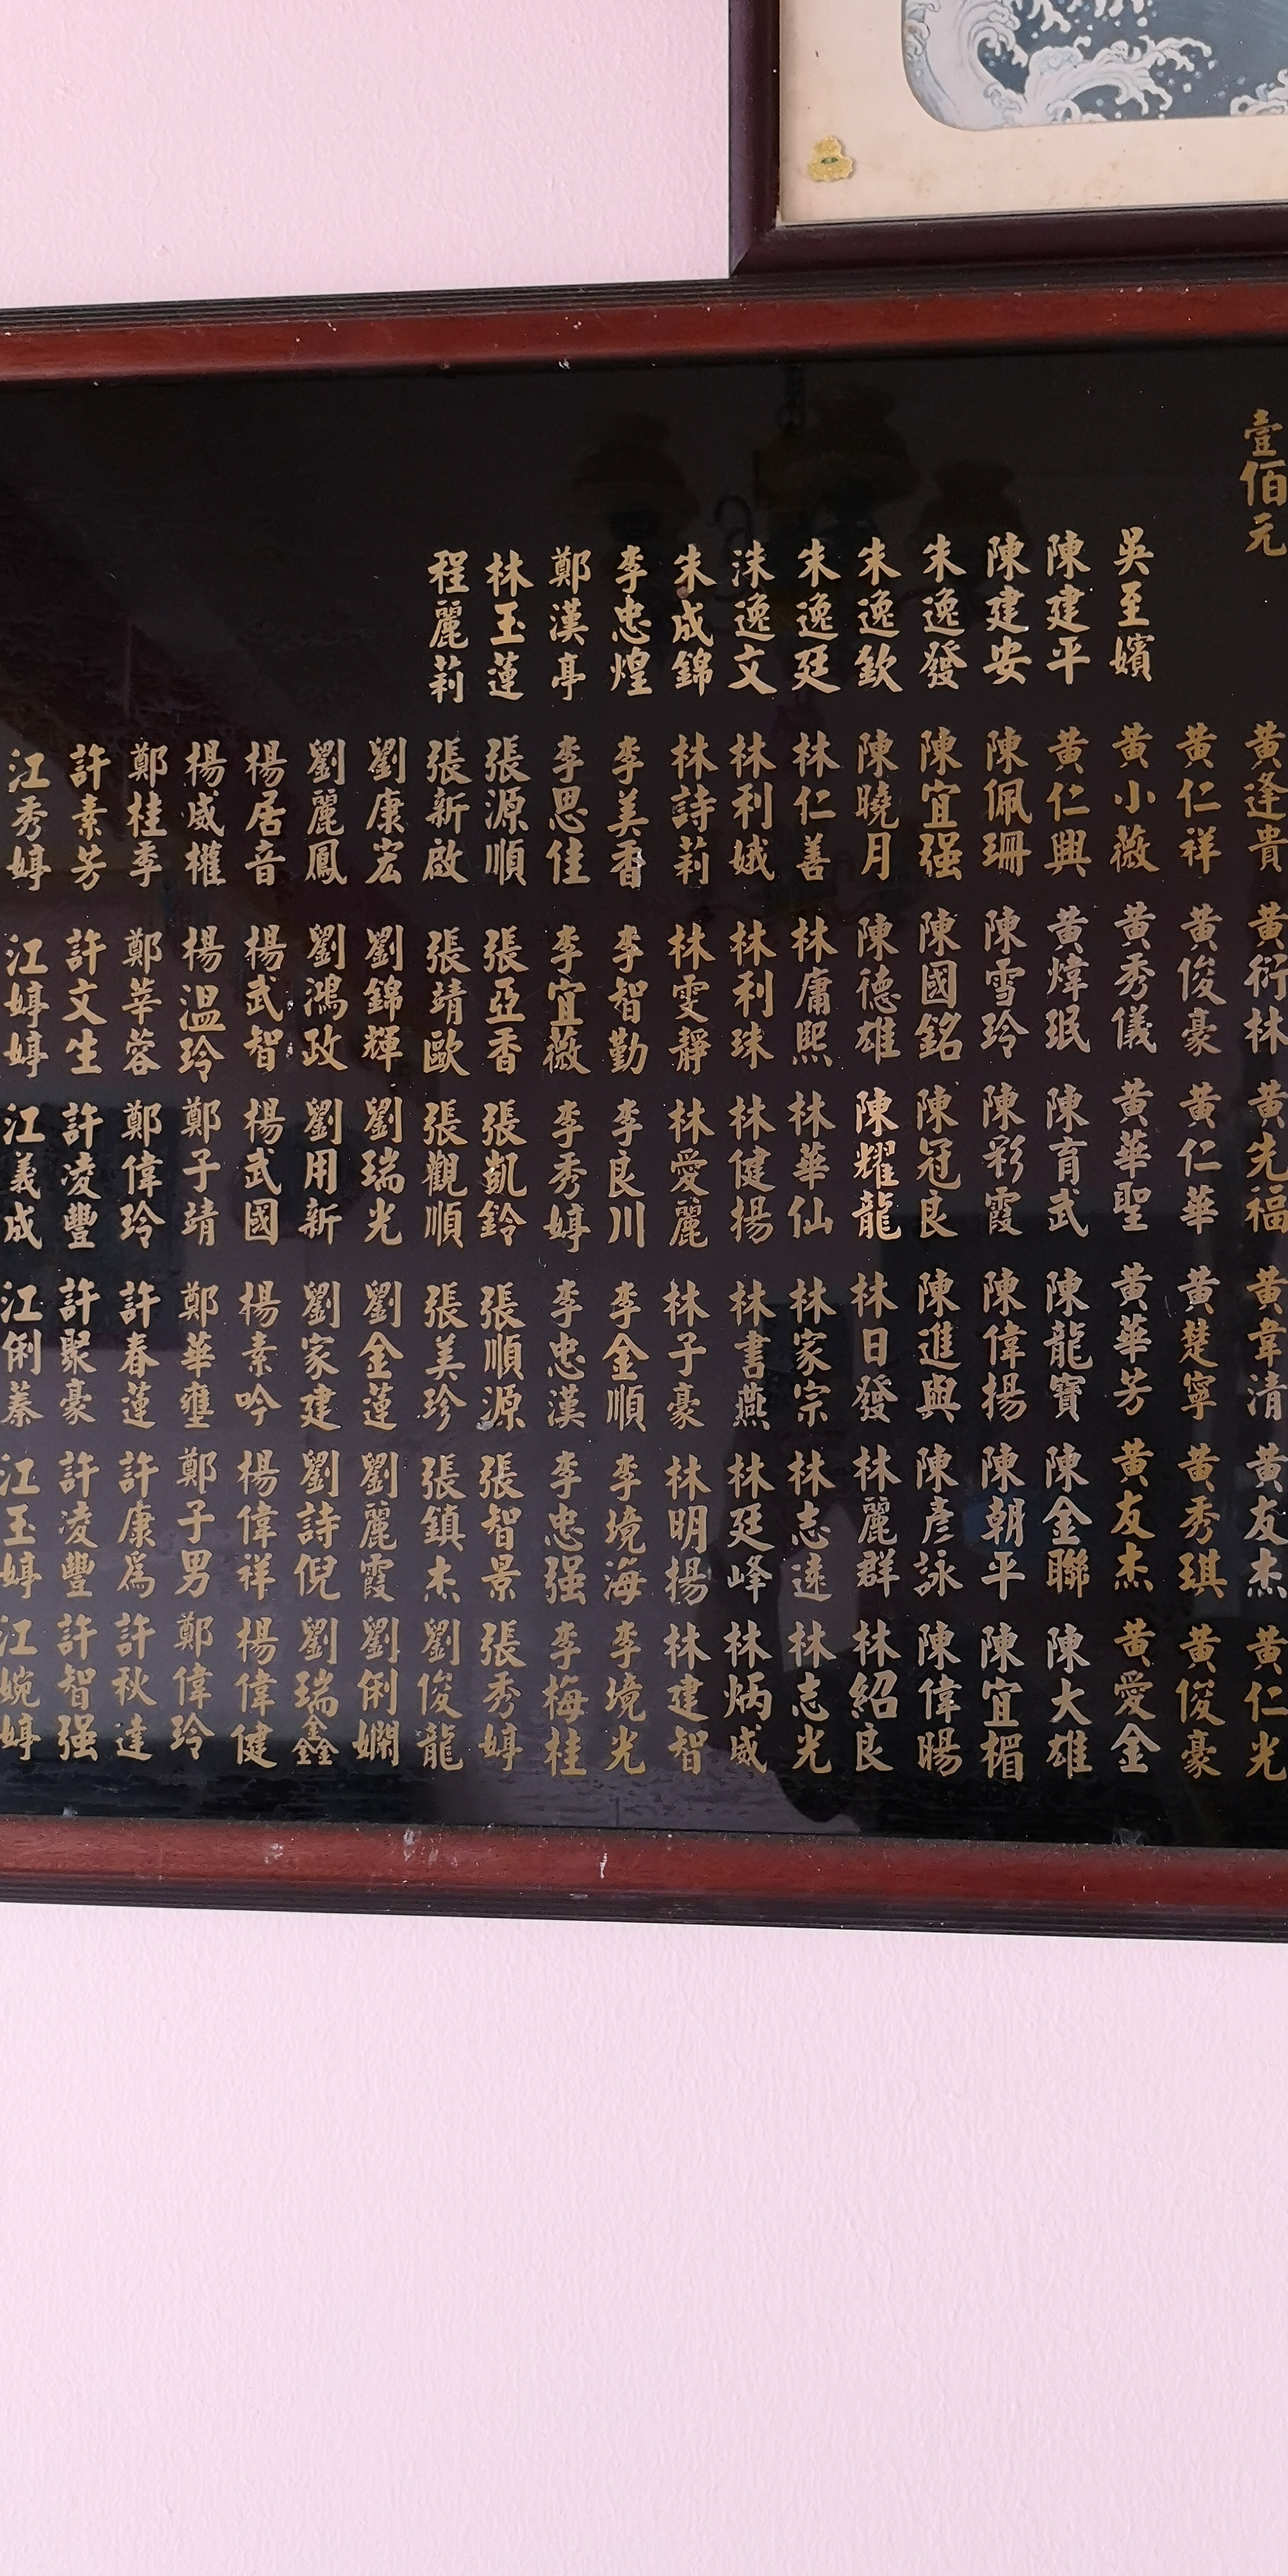 壹佰元 黃逢貴 黃衍林 黃先福 黃韋清 黃友杰 黃仁光
黃仁祥 黃俊豪 黃仁華 黃楚寧 黃秀琪 黃俊豪
吳至嬪 黃小薇 黃秀儀 黃華聖 黃華芳 黃友杰 黃愛金
陳建平 黃仁興 黃煒珉 陳育武 陳龍寶 陳金聯 陳大雄
陳建安 陳佩珊 陳雪玲 陳彩霞 陳偉揚 陳朝平 陳宜楣
朱逸發 陳宜强 陳國銘 陳冠良 陳進興 陳彥詠 陳偉暘
朱逸欽 陳曉月 陳德雄 陳耀龍 林日發 林麗群 林紹良
朱逸廷 林仁善 林庸熙 林華仙 林家宗 林志遠 林志光
洙逸文 林利娥 林利珠 林健揚 林書燕 林廷峰 林炳威
朱成錦 林詩莉 林雯靜 林愛麗 林子豪 林明揚 林建智
李忠煌 李美香 李智勤 李良川 李金順 李境海 李境光
鄭漢亭 李思佳 李宜薇 李秀婷 李忠漢 李忠强 李梅桂
林玉蓮 張源順 張亞香 張凱鈴 張順源 張智景 張秀婷
程麗莉 張新啟 張靖歐 張觀順 張美珍 張鎮杰 劉俊龍
劉康宏 劉錦輝 劉瑞光 劉金蓮 劉麗霞 劉俐嫻
劉麗鳳 劉鴻政 劉用新 劉家建 劉詩倪 劉瑞鑫
楊居音 楊武智 楊武國 楊素吟 楊偉祥 楊偉健
楊威權 楊溫玲 鄭子靖 鄭華壅 鄭子男 鄭偉玲
鄭桂季 鄭莘蓉 鄭偉玲 許春蓮 許康為 許秋達
許素芳 許文生 許凌豐 許聚豪 許凌豐 許智强
江秀婷 江婷婷 江義成 江俐蓁 江玉婷 江婉婷